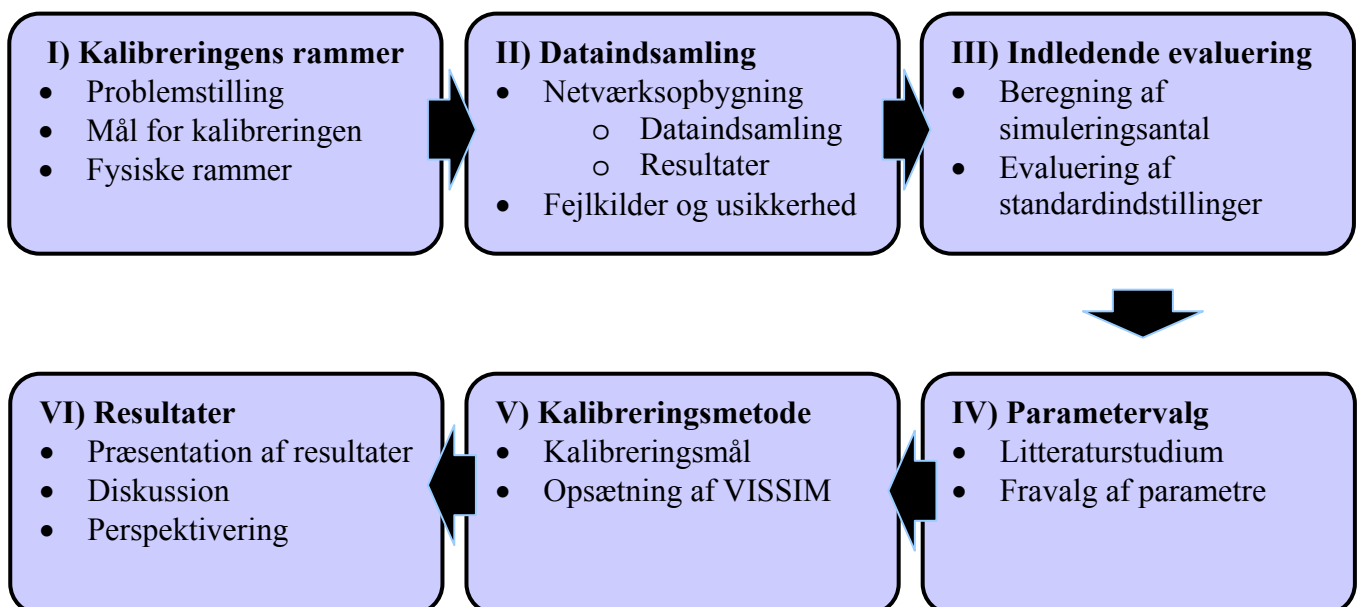 I) Kalibreringens rammer
• Problemstilling
• Mål for kalibreringen
• Fysiske rammer
II) Dataindsamling
• Netværksopbygning
o Dataindsamling
o Resultater
• Fejlkilder og usikkerhed
III) Indledende evaluering
• Beregning af
simuleringsantal
• Evaluering af
standardindstillinger
IV) Parametervalg
• Litteraturstudium
• Fravalg af parametre
V) Kalibreringsmetode
• Kalibreringsmål
• Opsætning af VISSIM
VI) Resultater
• Præsentation af resultater
• Diskussion
• Perspektivering